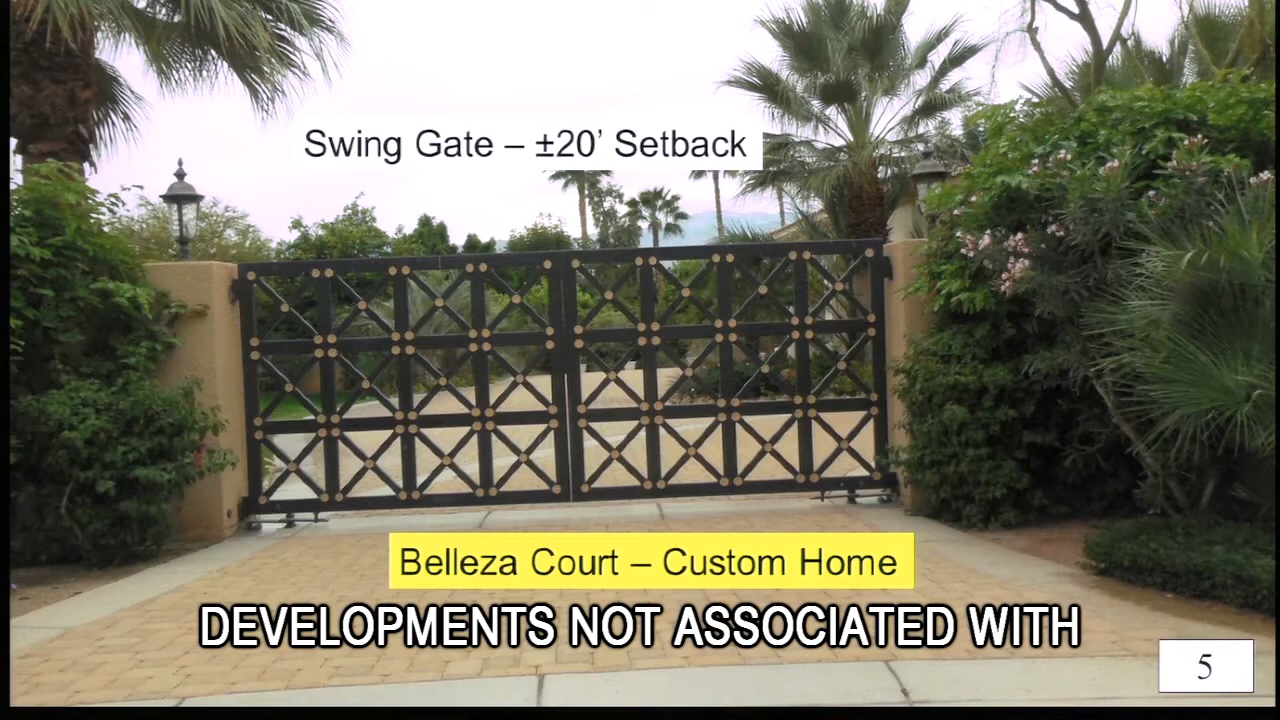 Swing Gate – ±20’ Setback
Belleza Court – Custom Home
DEVELOPMENTS NOT ASSOCIATED WITH
5